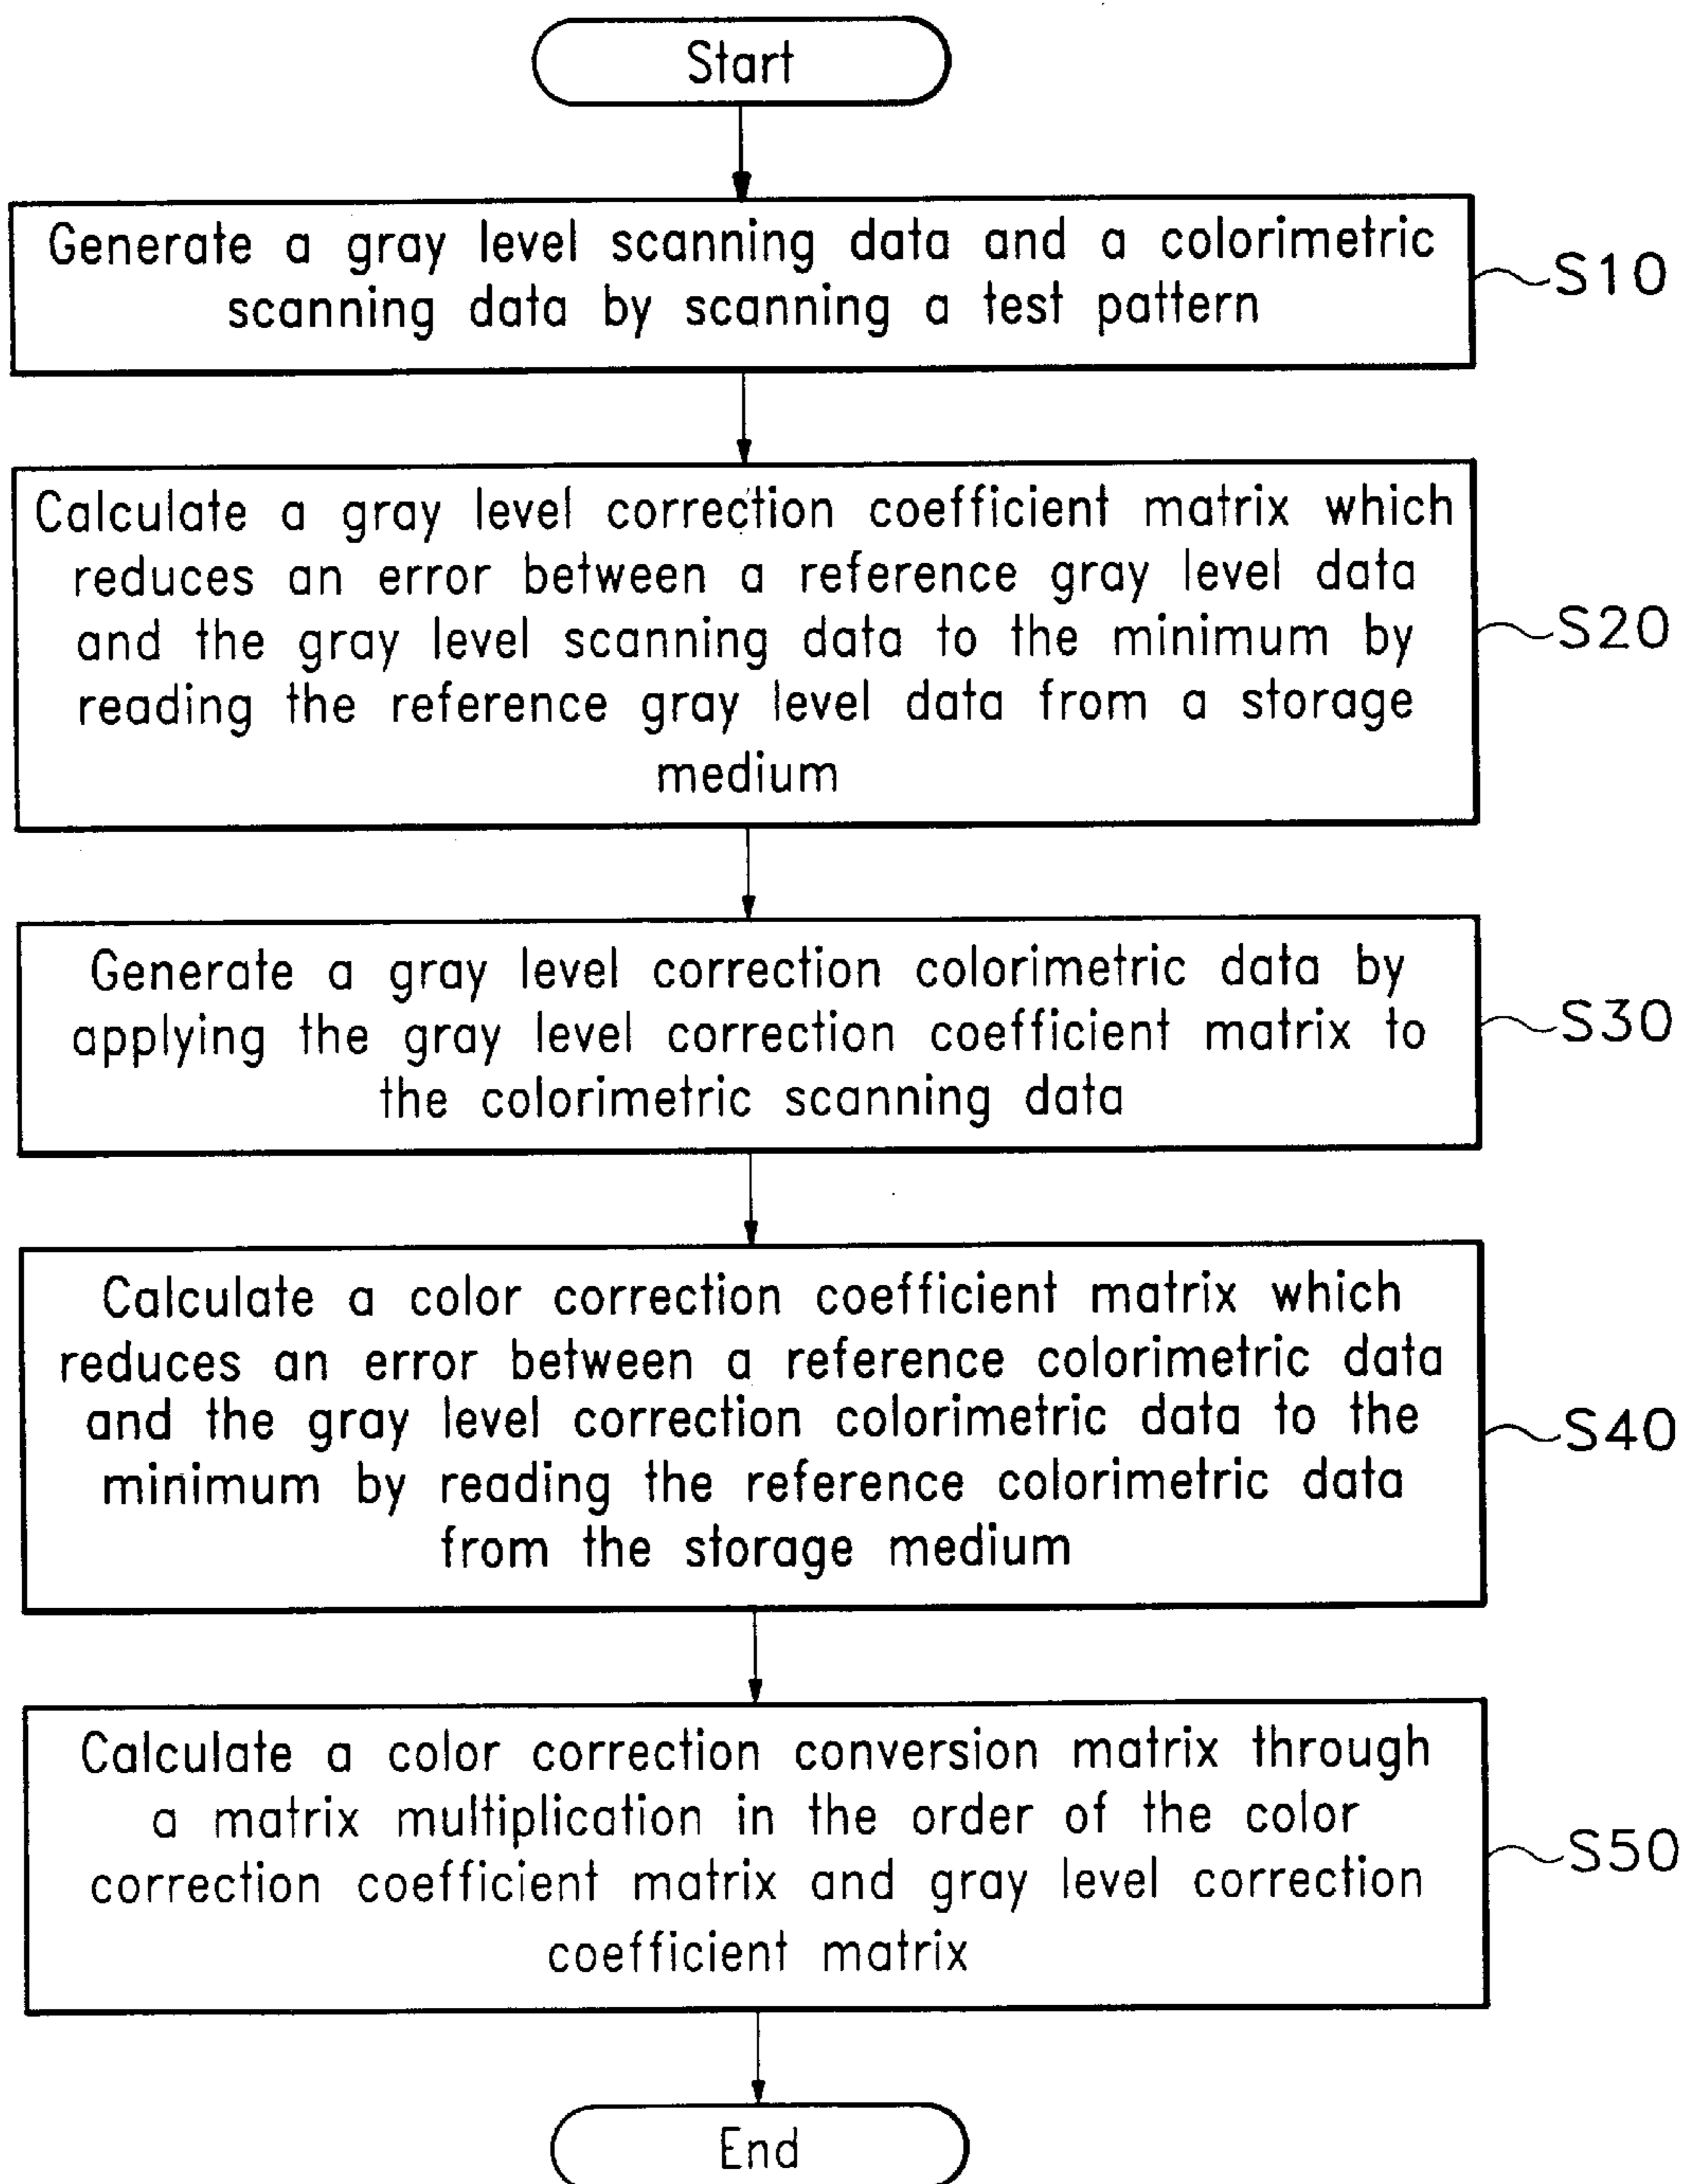 Start
Generate a gray level scanning data and a colorimetric
scanning data by scanning a test pattern
S10
Calculate a gray level correction coefficient matrix which
reduces an error between a reference gray level data
and the gray level scanning data to the minimum by
reading the reference gray level data from a storage
medium
S20
Generate a gray level correction colorimetric data by
applying the gray level correction coefficient matrix to
the colorimetric scanning data
S30
Calculate a color correction coefficient matrix which
reduces an error between a reference colorimetric data
and the gray level correction colorimetric data to the
minimum by reading the reference colorimetric data
from the storage medium
S40
Calculate a color correction conversion matrix through
a matrix multiplication in the order of the color
correction coefficient matrix and gray level correction
coefficient matrix
S50
End